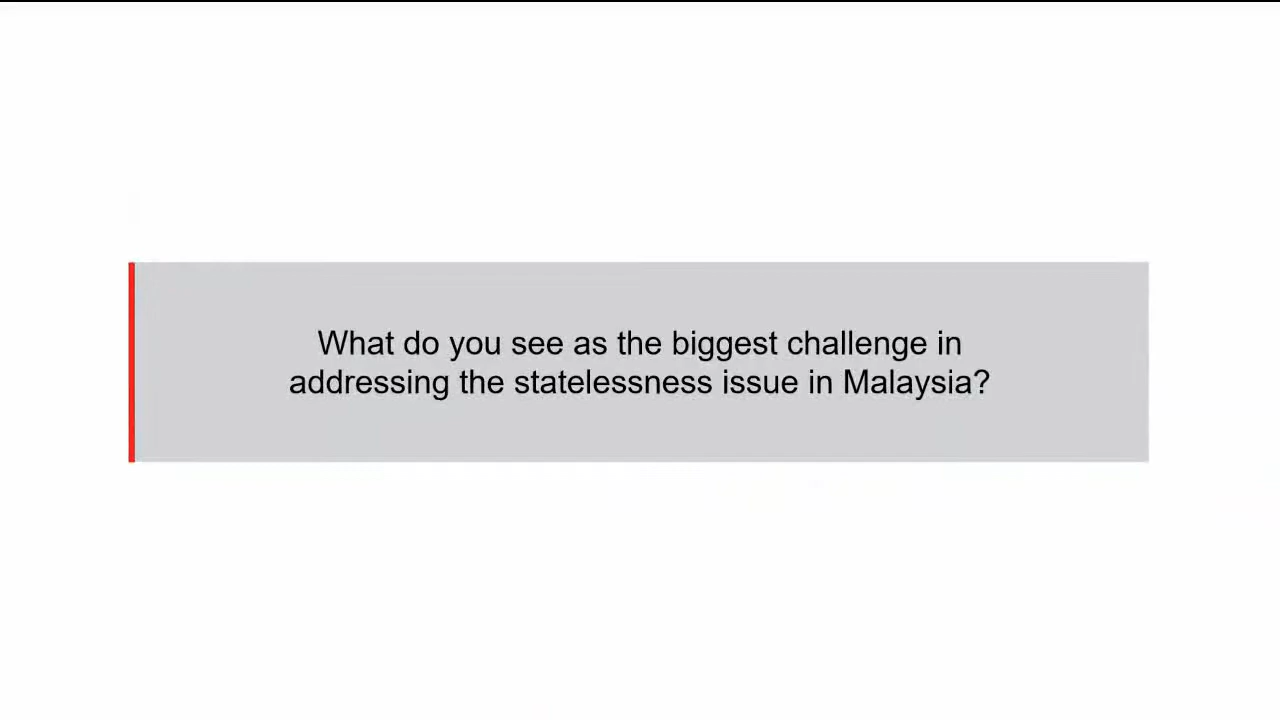 What do you see as the biggest challenge in
addressing the statelessness issue in Malaysia?